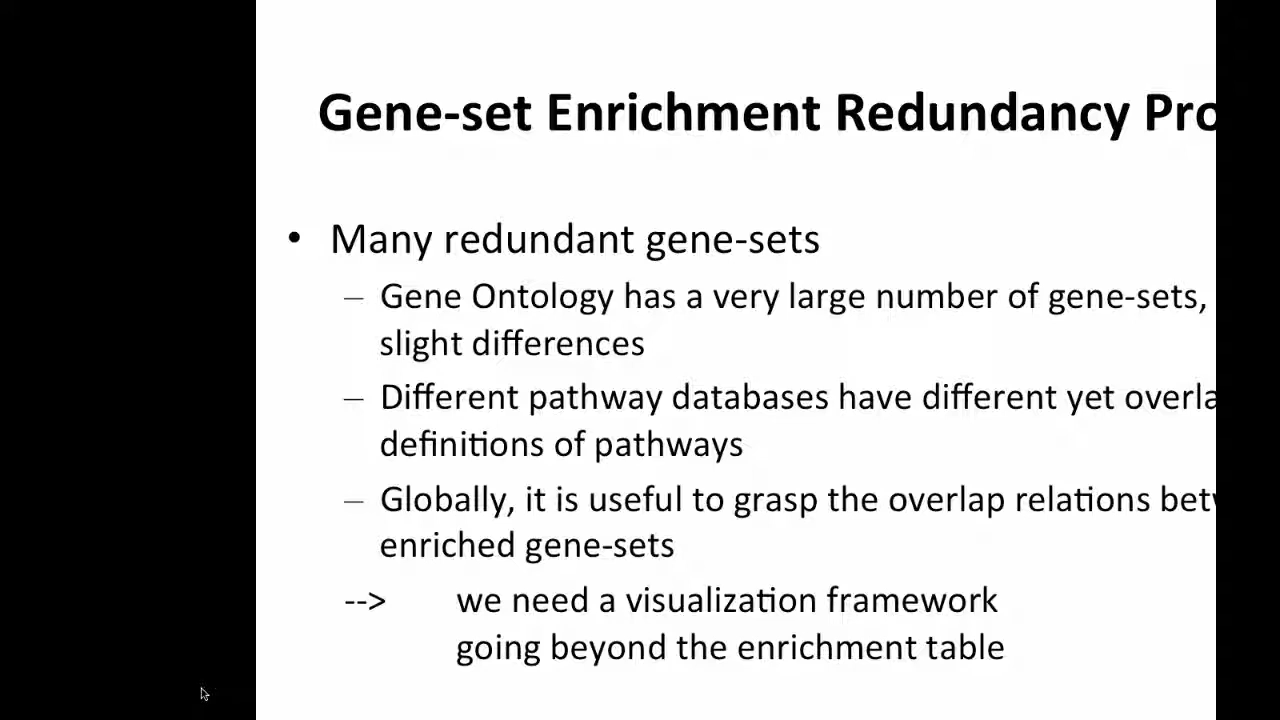 Gene-set Enrichment Redundancy Pro
• Many redundant gene-sets
– Gene Ontology has a very large number of gene-sets,
slight differences
– Different pathway databases have different yet overla
definitions of pathways
– Globally, it is useful to grasp the overlap relations bet
enriched gene-sets
--> we need a visualization framework
going beyond the enrichment table